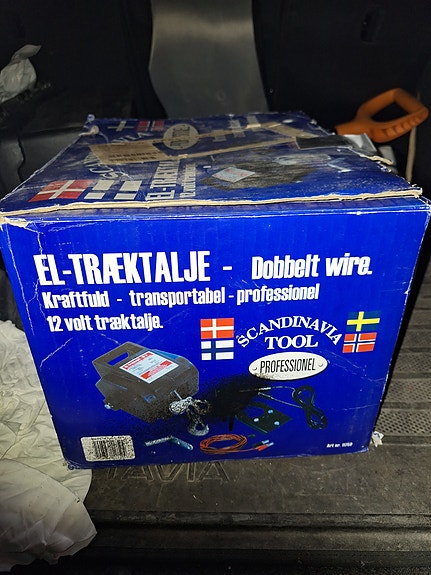 EL-TRÆKTALJE - Dobbelt wire.
Kraftfuld - transportabel - professionel
12 volt træktalje.
SCANDINAVIA
TOOL
PROFESSIONEL